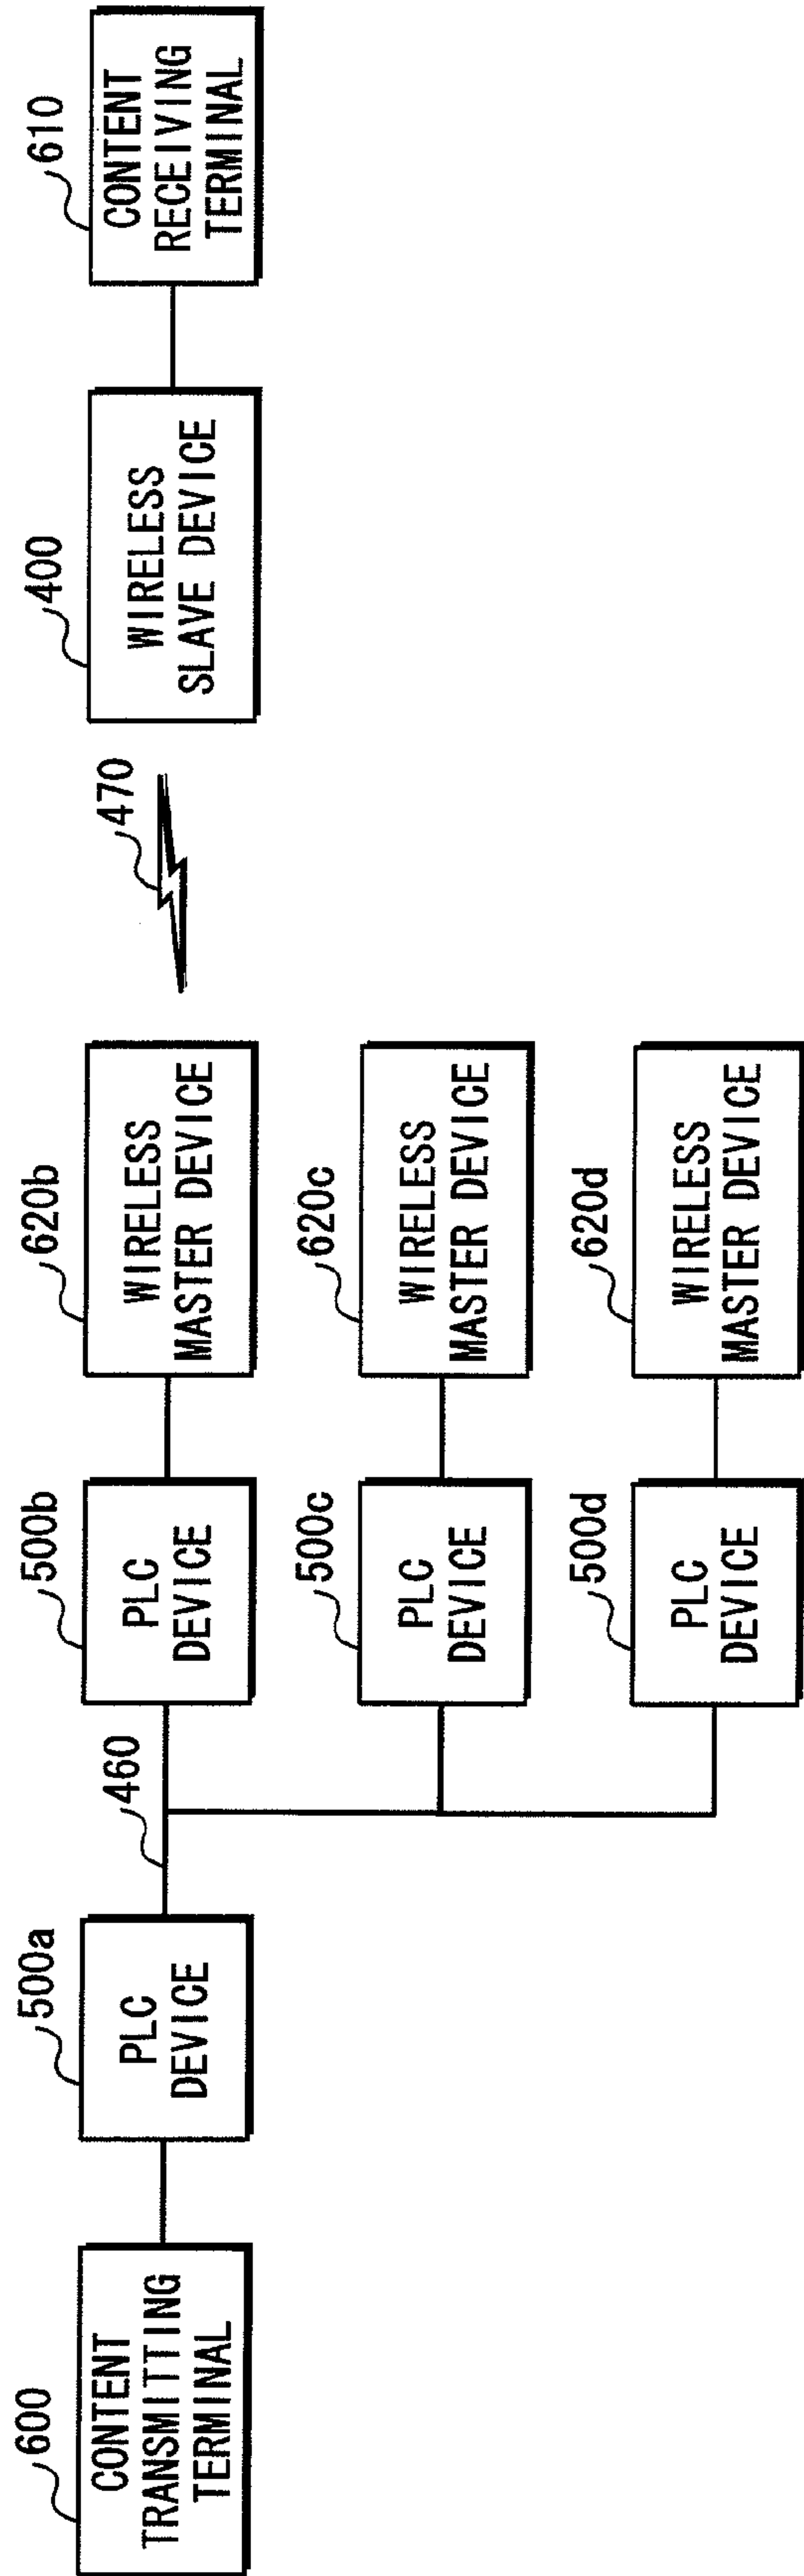 600
CONTENT
TRANSMITTING
TERMINAL
500a
PLC
DEVICE
460
500b
PLC
DEVICE
620b
WIRELESS
MASTER DEVICE
470
400
WIRELESS
SLAVE DEVICE
610
CONTENT
RECEIVING
TERMINAL
500c
PLC
DEVICE
620c
WIRELESS
MASTER DEVICE
500d
PLC
DEVICE
620d
WIRELESS
MASTER DEVICE